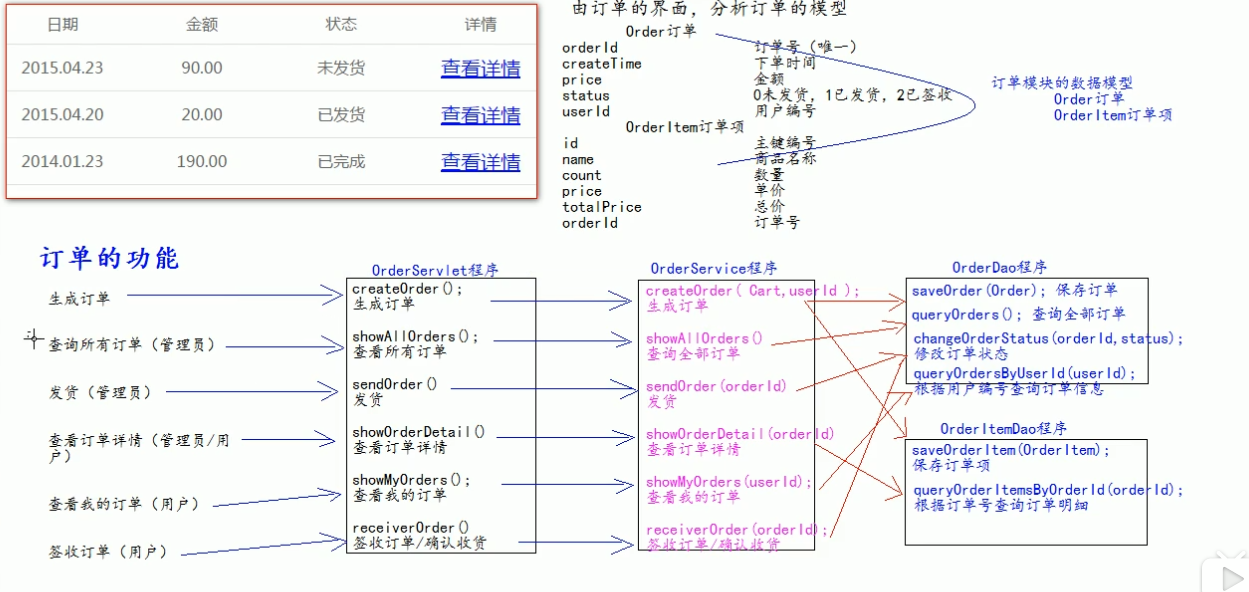 日期 金额 状态 详情
2015.04.23 90.00 未发货 查看详情
2015.04.20 20.00 已发货 查看详情
2014.01.23 190.00 已完成 查看详情
由订单的界面，分析订单的模型
Order订单
orderId 订单号（唯一）
createTime 下单时间
price 金额
status 0未发货，1已发货，2已签收
userId 用户编号
OrderItem订单项
id 主键编号
name 商品名称
count 数量
price 单价
totalPrice 总价
orderId 订单号
订单模块的数据模型
Order订单
OrderItem订单项
订单的功能
生成订单
查询所有订单（管理员）
发货（管理员）
查看订单详情（管理员/用
户）
查看我的订单（用户）
签收订单（用户）
OrderServlet程序
createOrder();
生成订单
showAllOrders();
查看所有订单
sendOrder()
发货
showOrderDetail()
查看订单详情
showMyOrders();
查看我的订单
receiverOrder()
签收订单/确认收货
OrderService程序
createOrder( Cart,userId );
生成订单
showAllOrders()
查询全部订单
sendOrder(orderId)
发货
showOrderDetail(orderId)
查看订单详情
showMyOrders(userId);
查看我的订单
receiverOrder(orderId);
签收订单/确认收货
OrderDao程序
saveOrder(Order); 保存订单
queryOrders(); 查询全部订单
changeOrderStatus(orderId,status);
修改订单状态
queryOrdersByUserId(userId);
根据用户编号查询订单信息
OrderItemDao程序
saveOrderItem(OrderItem);
保存订单项
queryOrderItemsByOrderId(orderId);
根据订单号查询订单明细